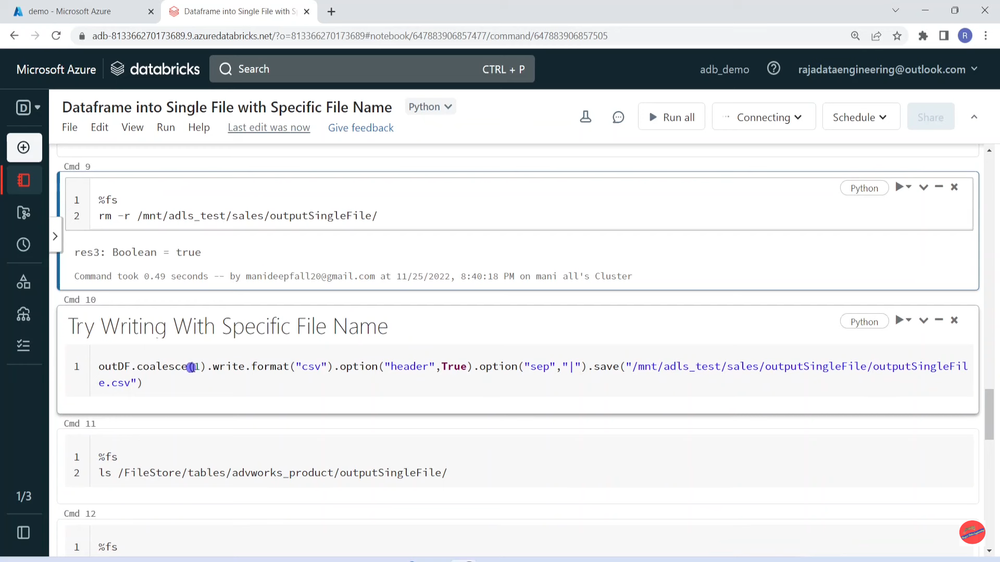 demo - Microsoft Azure
Dataframe into Single File with S
adb-813366270173689.9.azuredatabricks.net/?o=813366270173689#notebook/647883906857477/command/647883906857505
R
Microsoft Azure
databricks
Search
CTRL + P
adb_demo
rajadataengineering@outlook.com
D
Dataframe into Single File with Specific File Name
Python
File Edit View Run Help Last edit was now Give feedback
Run all
Connecting
Schedule
Share
Cmd 9
Python
1 %fs
2 rm -r /mnt/adls_test/sales/outputSingleFile/
res3: Boolean = true
Command took 0.49 seconds -- by manideepfall20@gmail.com at 11/25/2022, 8:40:18 PM on mani all's Cluster
Cmd 10
Try Writing With Specific File Name
Python
1 outDF.coalesce(1).write.format("csv").option("header",True).option("sep","|").save("/mnt/adls_test/sales/outputSingleFile/outputSingleFil
e.csv")
Cmd 11
1 %fs
2 ls /FileStore/tables/advworks_product/outputSingleFile/
1/3
Cmd 12
1 %fs